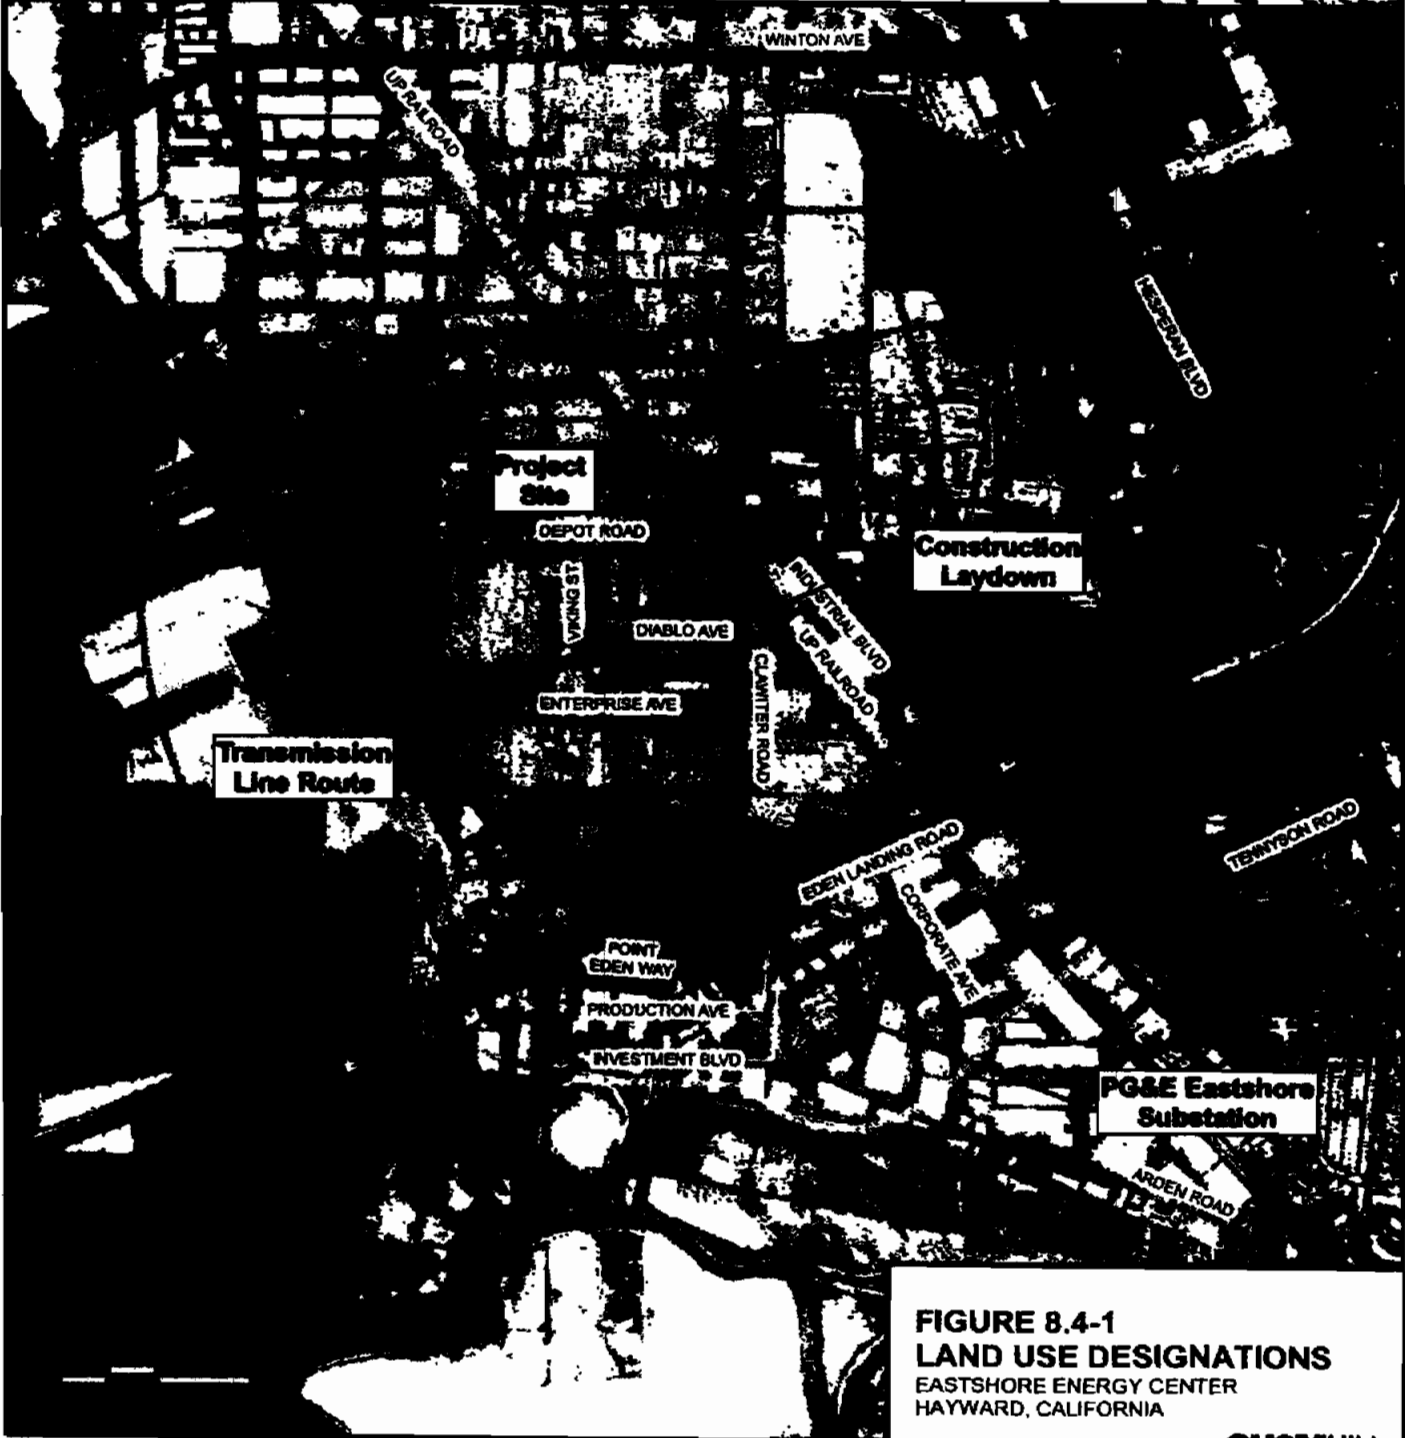 WINTON AVE
UP RAILROAD
HESPERIAN BLVD
Project
Site
DEPOT ROAD
Construction
Laydown
VIKING ST
INDUSTRIAL BLVD
DIABLO AVE
UP RAILROAD
CLAWITER ROAD
ENTERPRISE AVE
Transmission
Line Route
TENNYSON ROAD
EDEN LANDING ROAD
CORPORATE AVE
POINT
EDEN WAY
PRODUCTION AVE
INVESTMENT BLVD
PG&E Eastshore
Substation
ARDEN ROAD
FIGURE 8.4-1
LAND USE DESIGNATIONS
EASTSHORE ENERGY CENTER
HAYWARD, CALIFORNIA